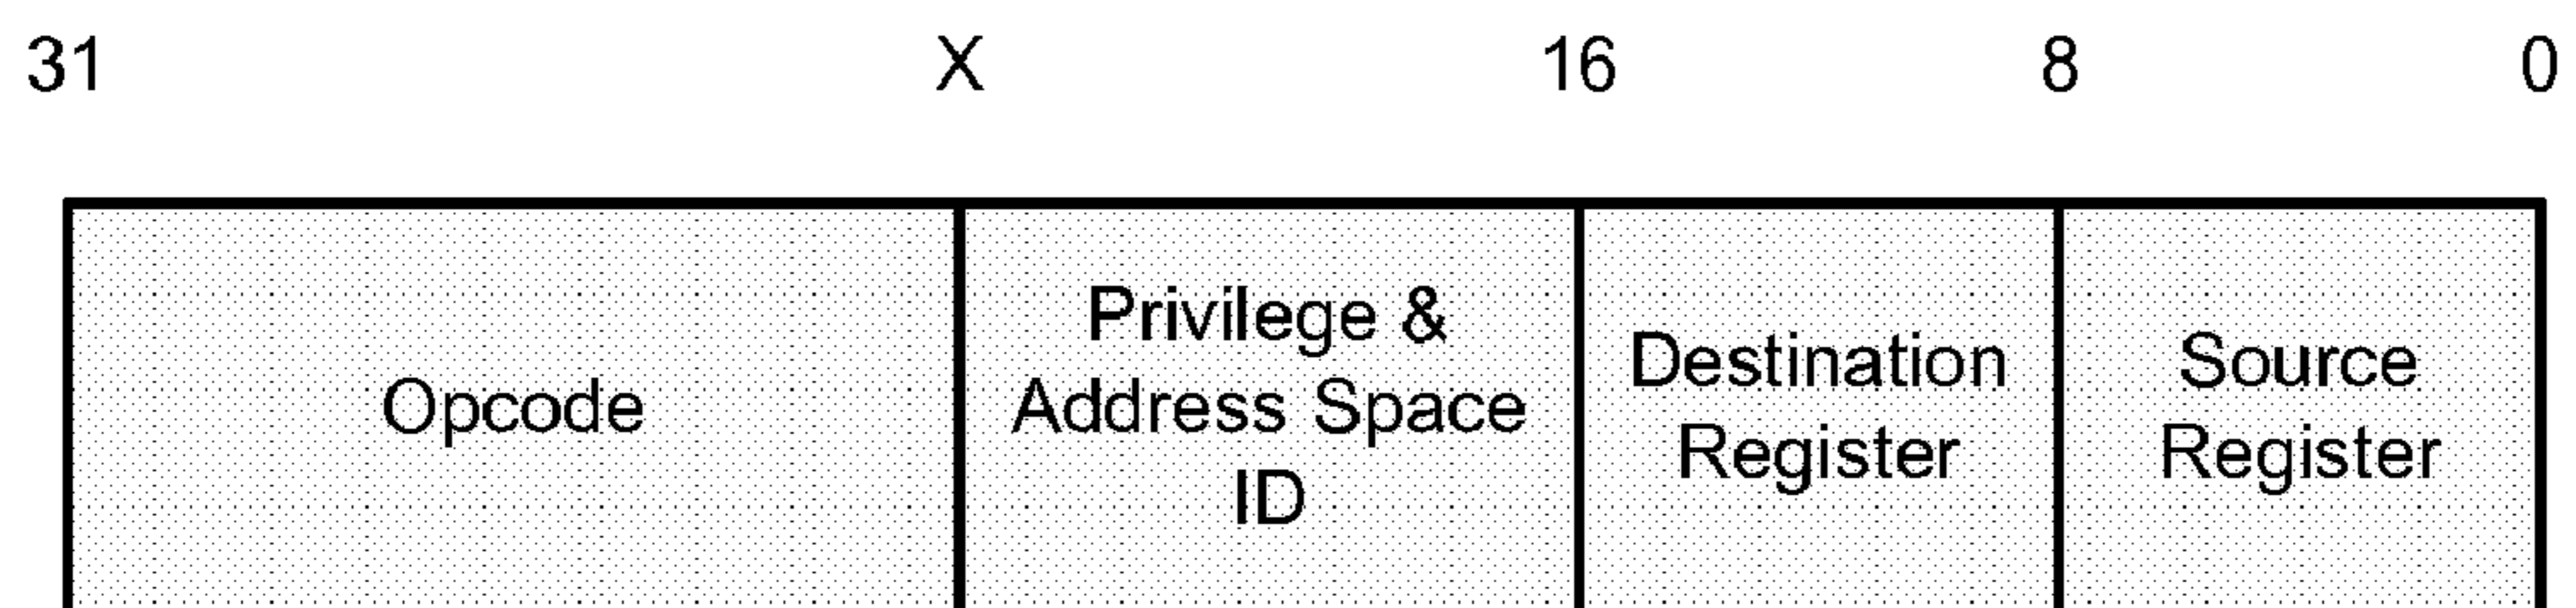 31 X 16 8 0
Opcode
Privilege &
Address Space
ID
Destination
Register
Source
Register